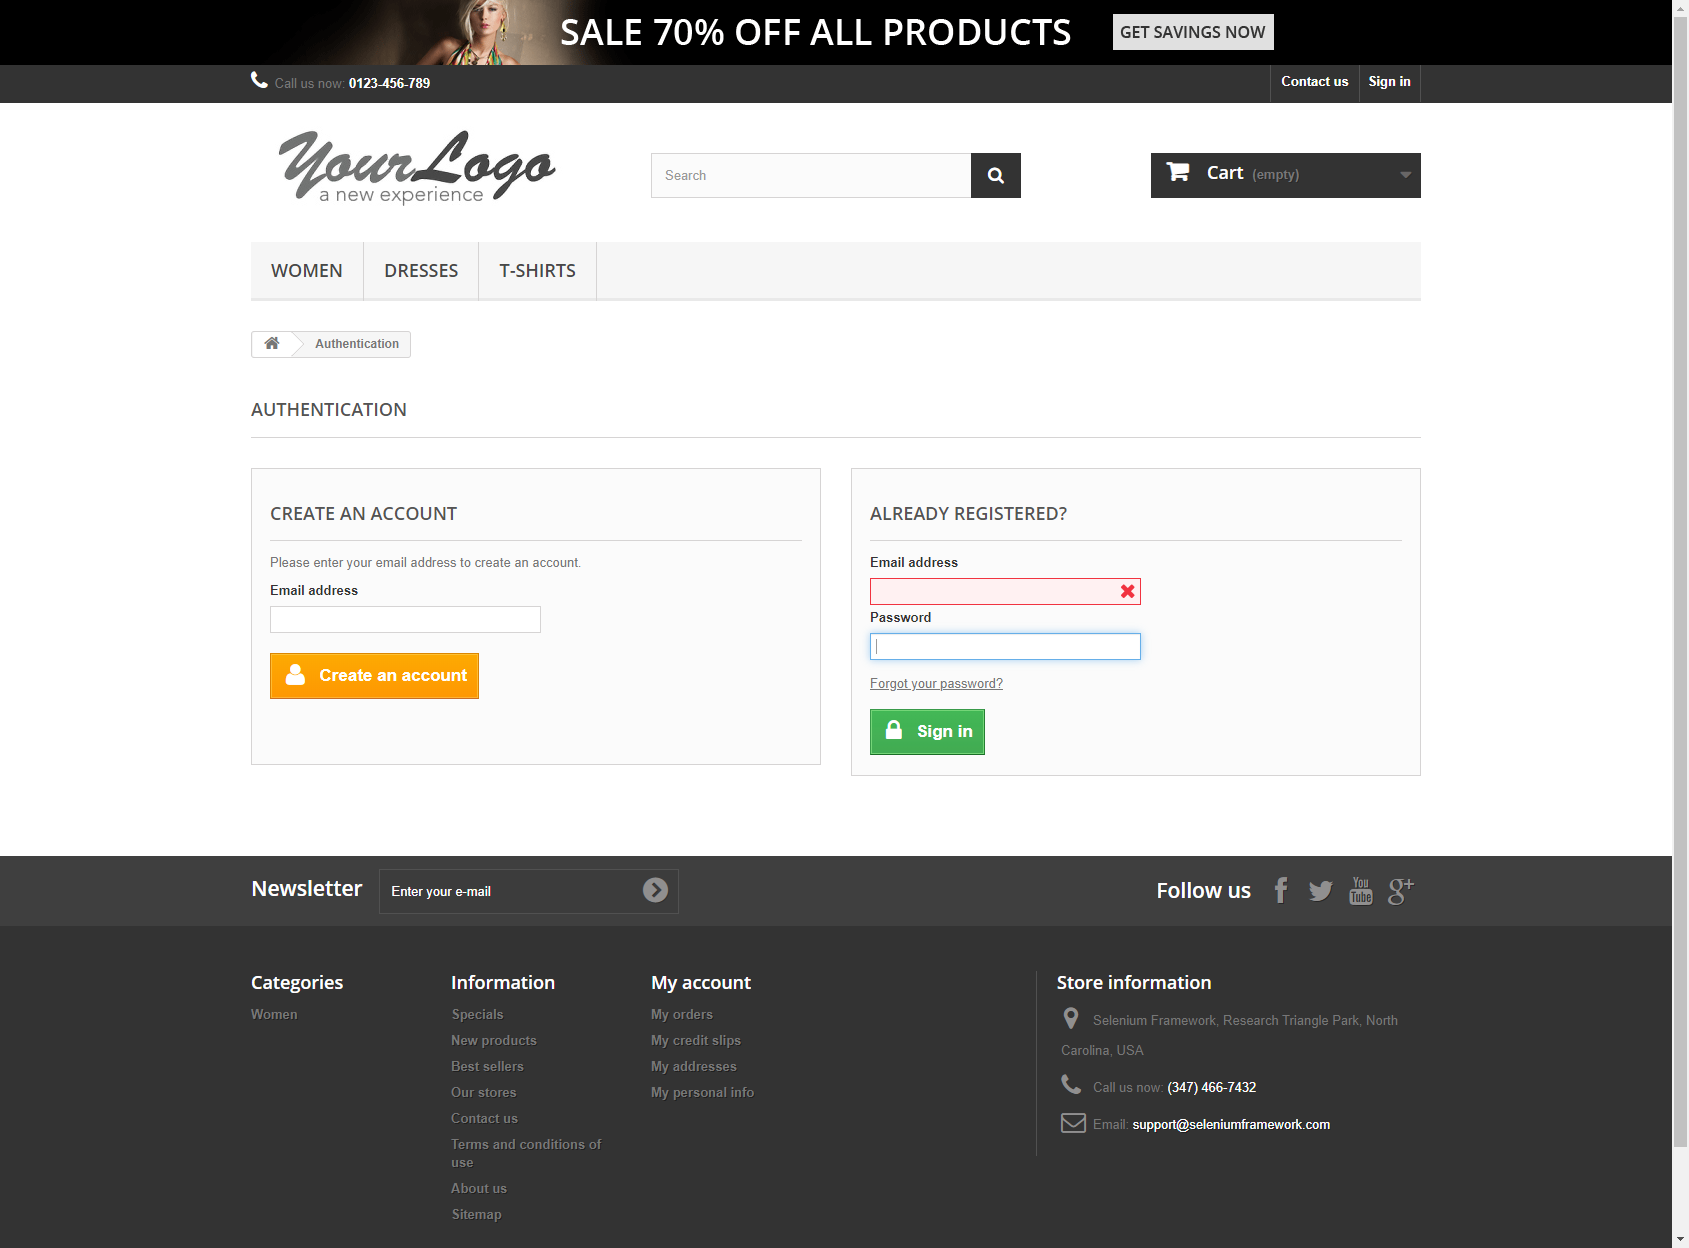 SALE 70% OFF ALL PRODUCTS GET SAVINGS NOW
Call us now: 0123-456-789
Contact us
Sign in
YourLogo
a new experience
Search
Cart (empty)
WOMEN
DRESSES
T-SHIRTS
Authentication
AUTHENTICATION
CREATE AN ACCOUNT
Please enter your email address to create an account.
Email address
Create an account
ALREADY REGISTERED?
Email address
Password
Forgot your password?
Sign in
Newsletter
Enter your e-mail
Follow us
You
Tube
g+
Categories
Women
Information
Specials
New products
Best sellers
Our stores
Contact us
Terms and conditions of
use
About us
Sitemap
My account
My orders
My credit slips
My addresses
My personal info
Store information
Selenium Framework, Research Triangle Park, North
Carolina, USA
Call us now: (347) 466-7432
Email: support@seleniumframework.com